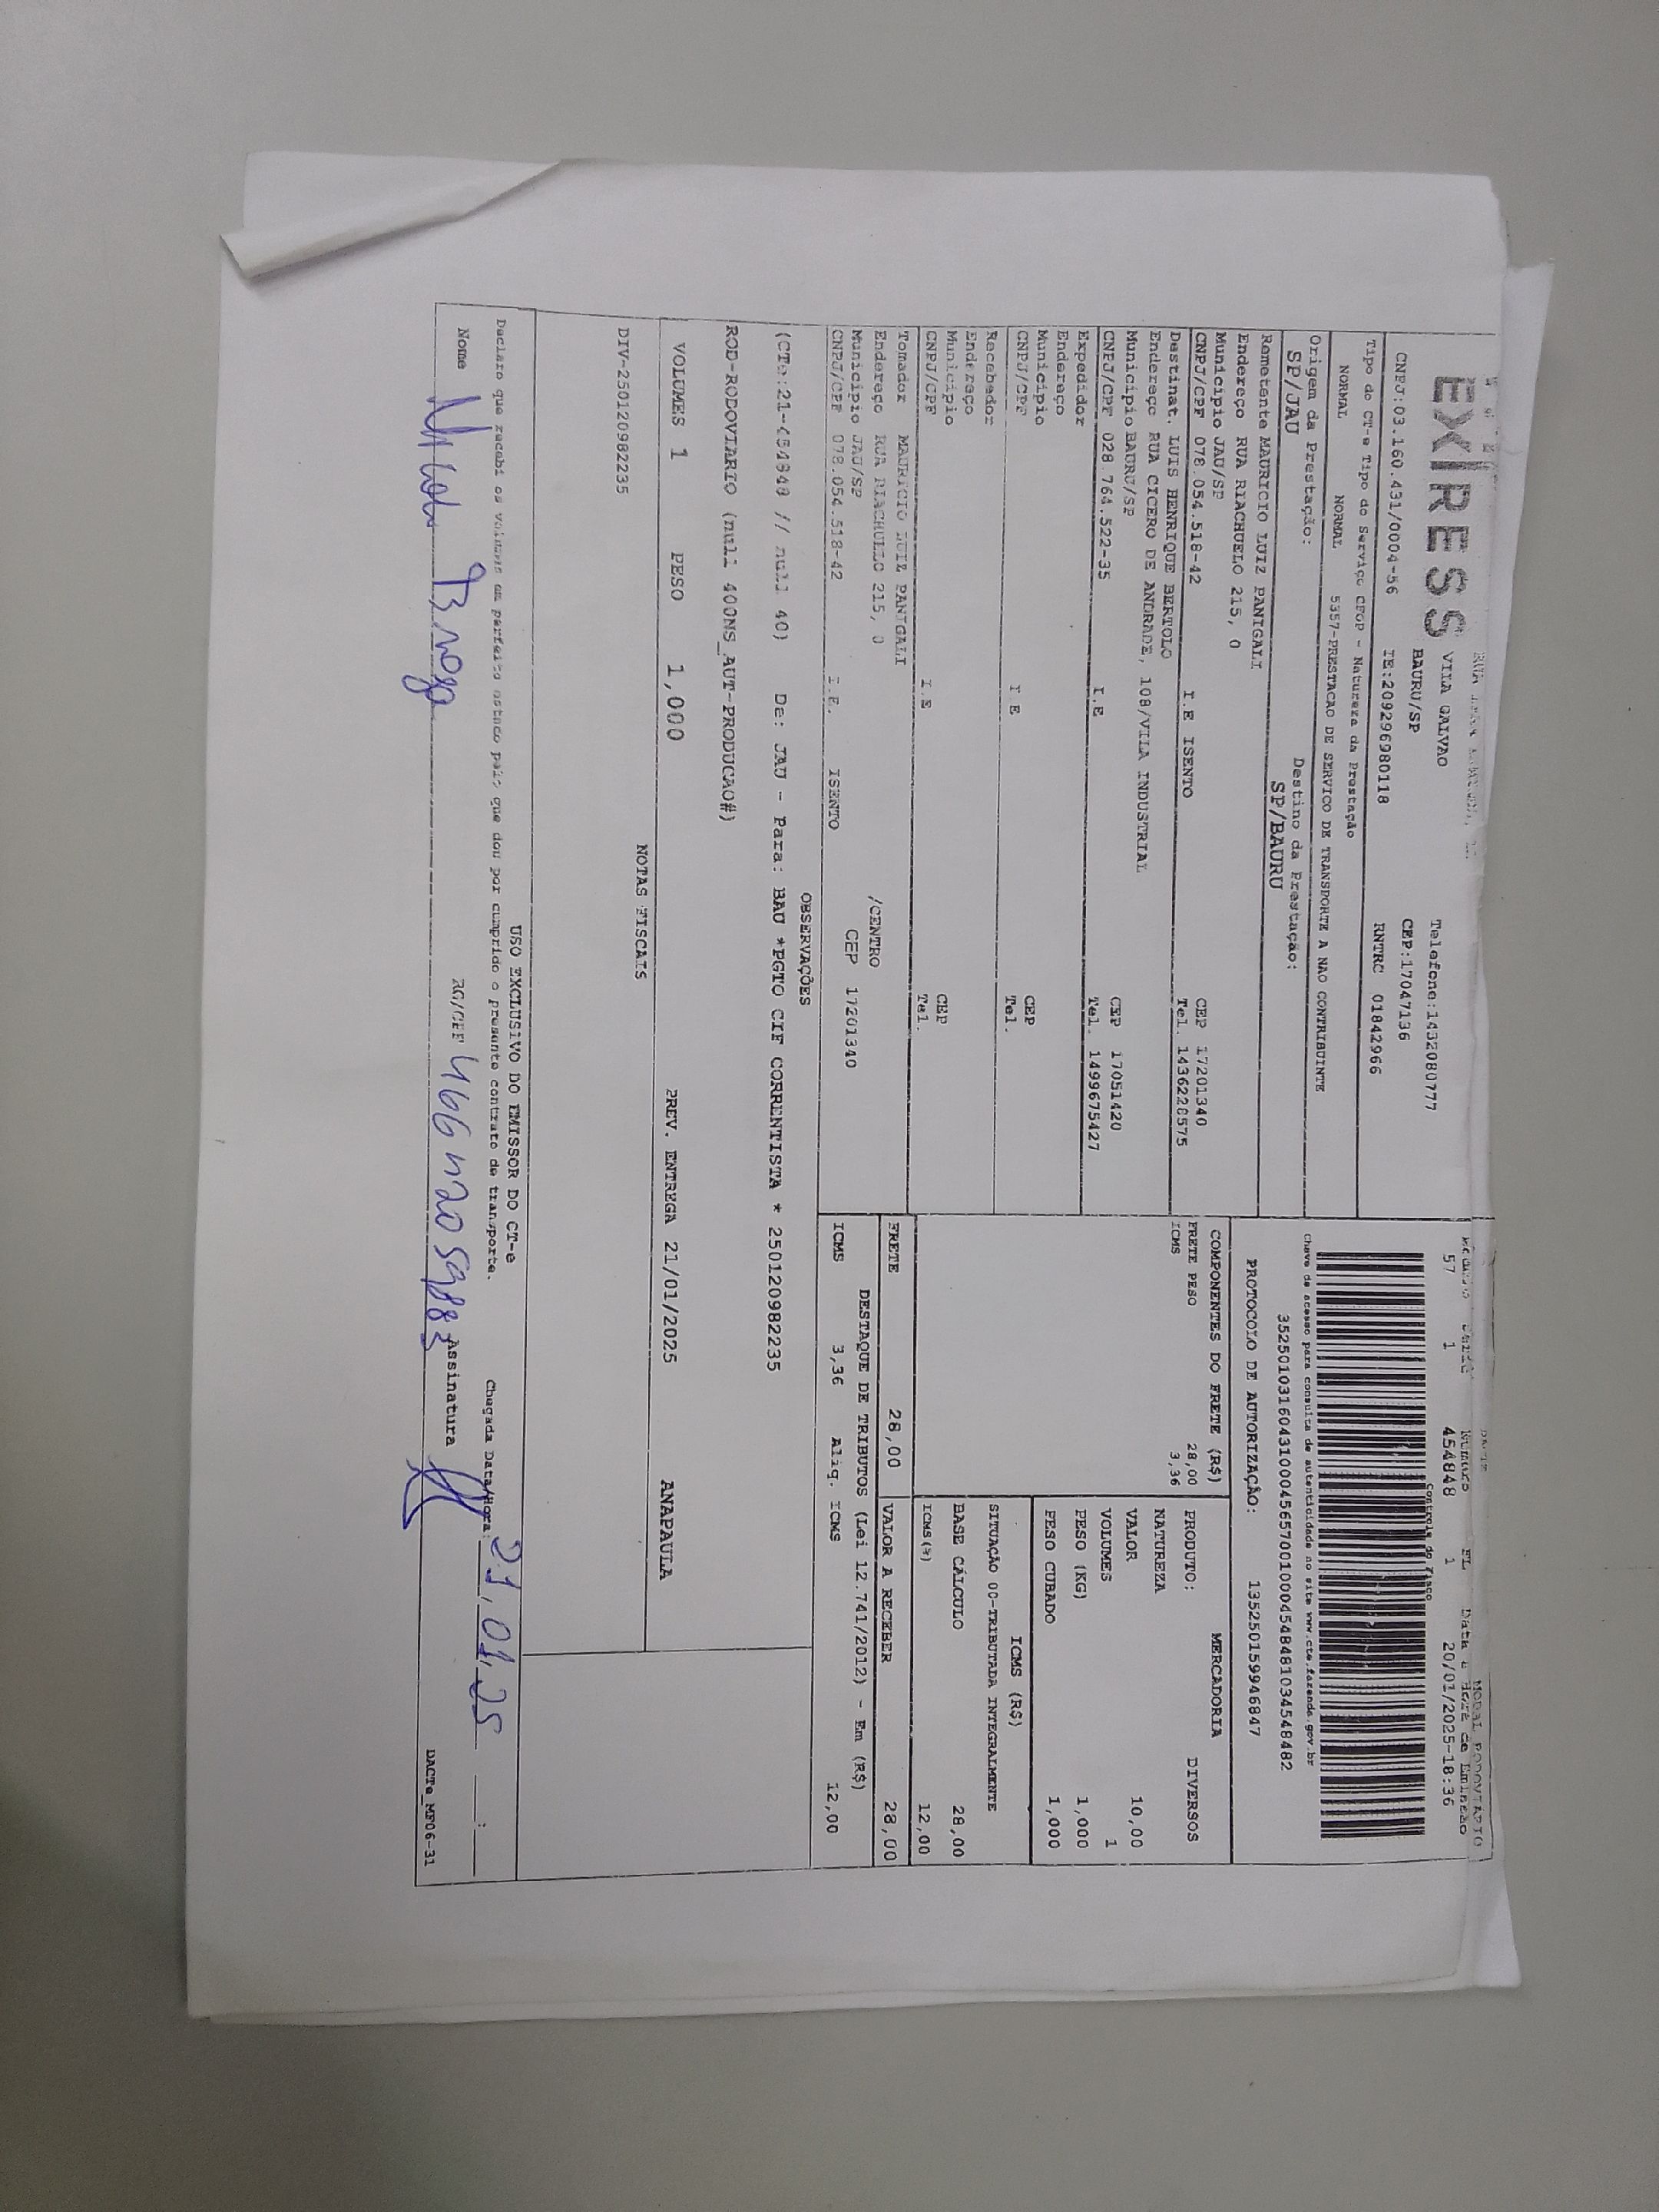 EXPRESS
VILA GALVAO Telefone:1432080777
BAURU/SP CEP:17047136
CNPJ:03.160.431/0004-56 IE:209296980118 RNTRC 01842966
Tipo do CT-e Tipo do Serviço CFOP - Natureza da Prestação
NORMAL NORMAL 5357-PRESTACAO DE SERVICO DE TRANSPORTE A NAO CONTRIBUINTE
Origem da Prestação: Destino da Prestação:
SP/JAU SP/BAURU
Remetente MAURICIO LUIZ PANIGALI
Endereço RUA RIACHUELO 215, 0
Município JAU/SP CEP 17201340
CNPJ/CPF 078.054.518-42 I.E ISENTO Tel. 1436228575
Destinat. LUIS HENRIQUE BERTOLO
Endereço RUA CICERO DE ANDRADE, 108/VILA INDUSTRIAL
Município BAURU/SP CEP 17051420
CNPJ/CPF 028.764.522-35 I.E Tel. 1499675427
Expedidor
Endereço
Município CEP
CNPJ/CPF I E Tel.
Recebedor
Endereço
Município CEP
CNPJ/CPF I.E Tel.
Tomador MAURICIO LUIZ PANIGALI
Endereço RUA RIACHUELO 215, 0 /CENTRO
Município JAU/SP CEP 17201340
CNPJ/CPF 078.054.518-42 I.E. ISENTO
MODAL RODOVIARIO
Número FL Data e Hora de Emissão
57 1 454848 1 20/01/2025-18:36
Controle do Fisco
Chave de acesso para consulta de autenticidade no site www.cte.fazenda.gov.br
35250103160431000456570010004548481034548482
PROTOCOLO DE AUTORIZAÇÃO: 135250159946847
COMPONENTES DO FRETE (R$)
FRETE PESO 28,00
ICMS 3,36
MERCADORIA
PRODUTO: DIVERSOS
NATUREZA
VALOR 10,00
VOLUMES 1
PESO (KG) 1,000
PESO CUBADO 1,000
ICMS (R$)
SITUAÇÃO 00-TRIBUTADA INTEGRALMENTE
BASE CÁLCULO 28,00
ICMS(%) 12,00
FRETE 28,00 VALOR A RECEBER 28,00
DESTAQUE DE TRIBUTOS (Lei 12.741/2012) - Em (R$)
ICMS 3,36 Aliq. ICMS 12,00
OBSERVAÇÕES
(CTe:21-454848 // null 40) De: JAU - Para: BAU *PGTO CIF CORRENTISTA * 250120982235
ROD-RODOVIARIO (null 400NS_AUT-PRODUCAO#)
VOLUMES 1 PESO 1,000 PREV. ENTREGA 21/01/2025 ANAPAULA
NOTAS FISCAIS
DIV-250120982235
USO EXCLUSIVO DO EMISSOR DO CT-e
Declaro que recebi os volumes em perfeito estado pelo que dou por cumprido o presente contrato de transporte. Chegada Data/Hora: 21/01/25 __:__
Nome RG/CPF Assinatura
DACTe_MF06-31